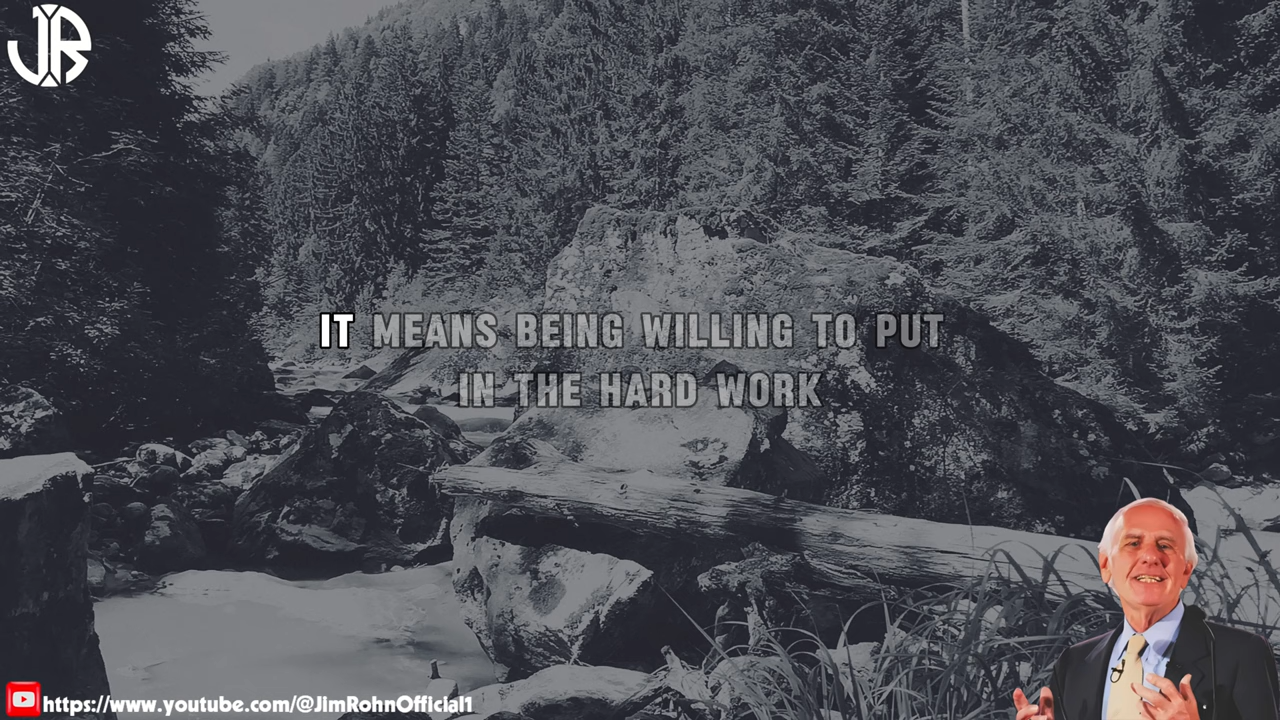 JR
IT MEANS BEING WILLING TO PUT
IN THE HARD WORK
https://www.youtube.com/@JimRohnOfficial1